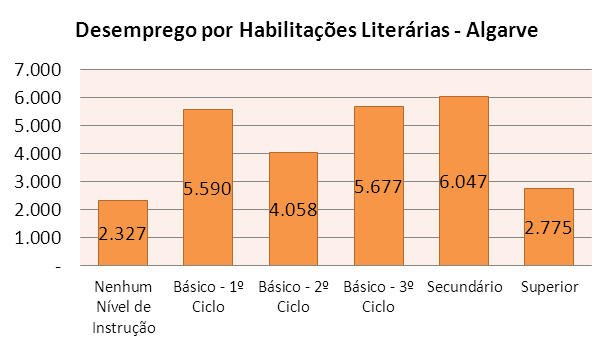 Desemprego por Habilitações Literárias - Algarve
7.000
6.000
5.000
4.000
3.000
2.000
1.000
-
2.327
5.590
4.058
5.677
6.047
2.775
Nenhum
Nível de
Instrução
Básico - 1º
Ciclo
Básico - 2º
Ciclo
Básico - 3º
Ciclo
Secundário
Superior